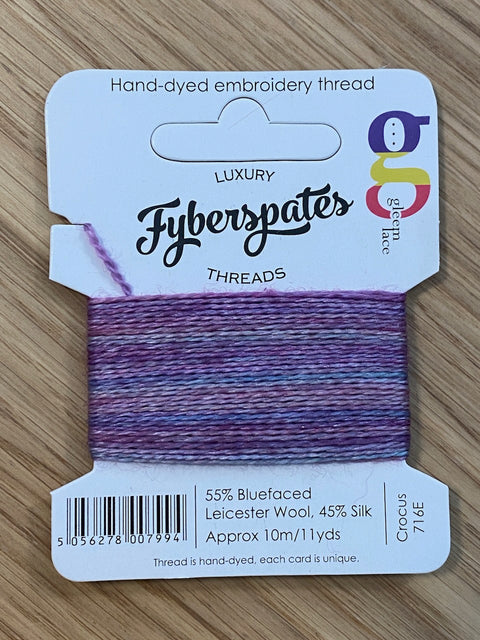 Hand-dyed embroidery thread
LUXURY
Fyberspates
THREADS
g
gleem
lace
55% Bluefaced
Leicester Wool, 45% Silk
Approx 10m/11yds
5 056278 007994
Crocus
716E
Thread is hand-dyed, each card is unique.